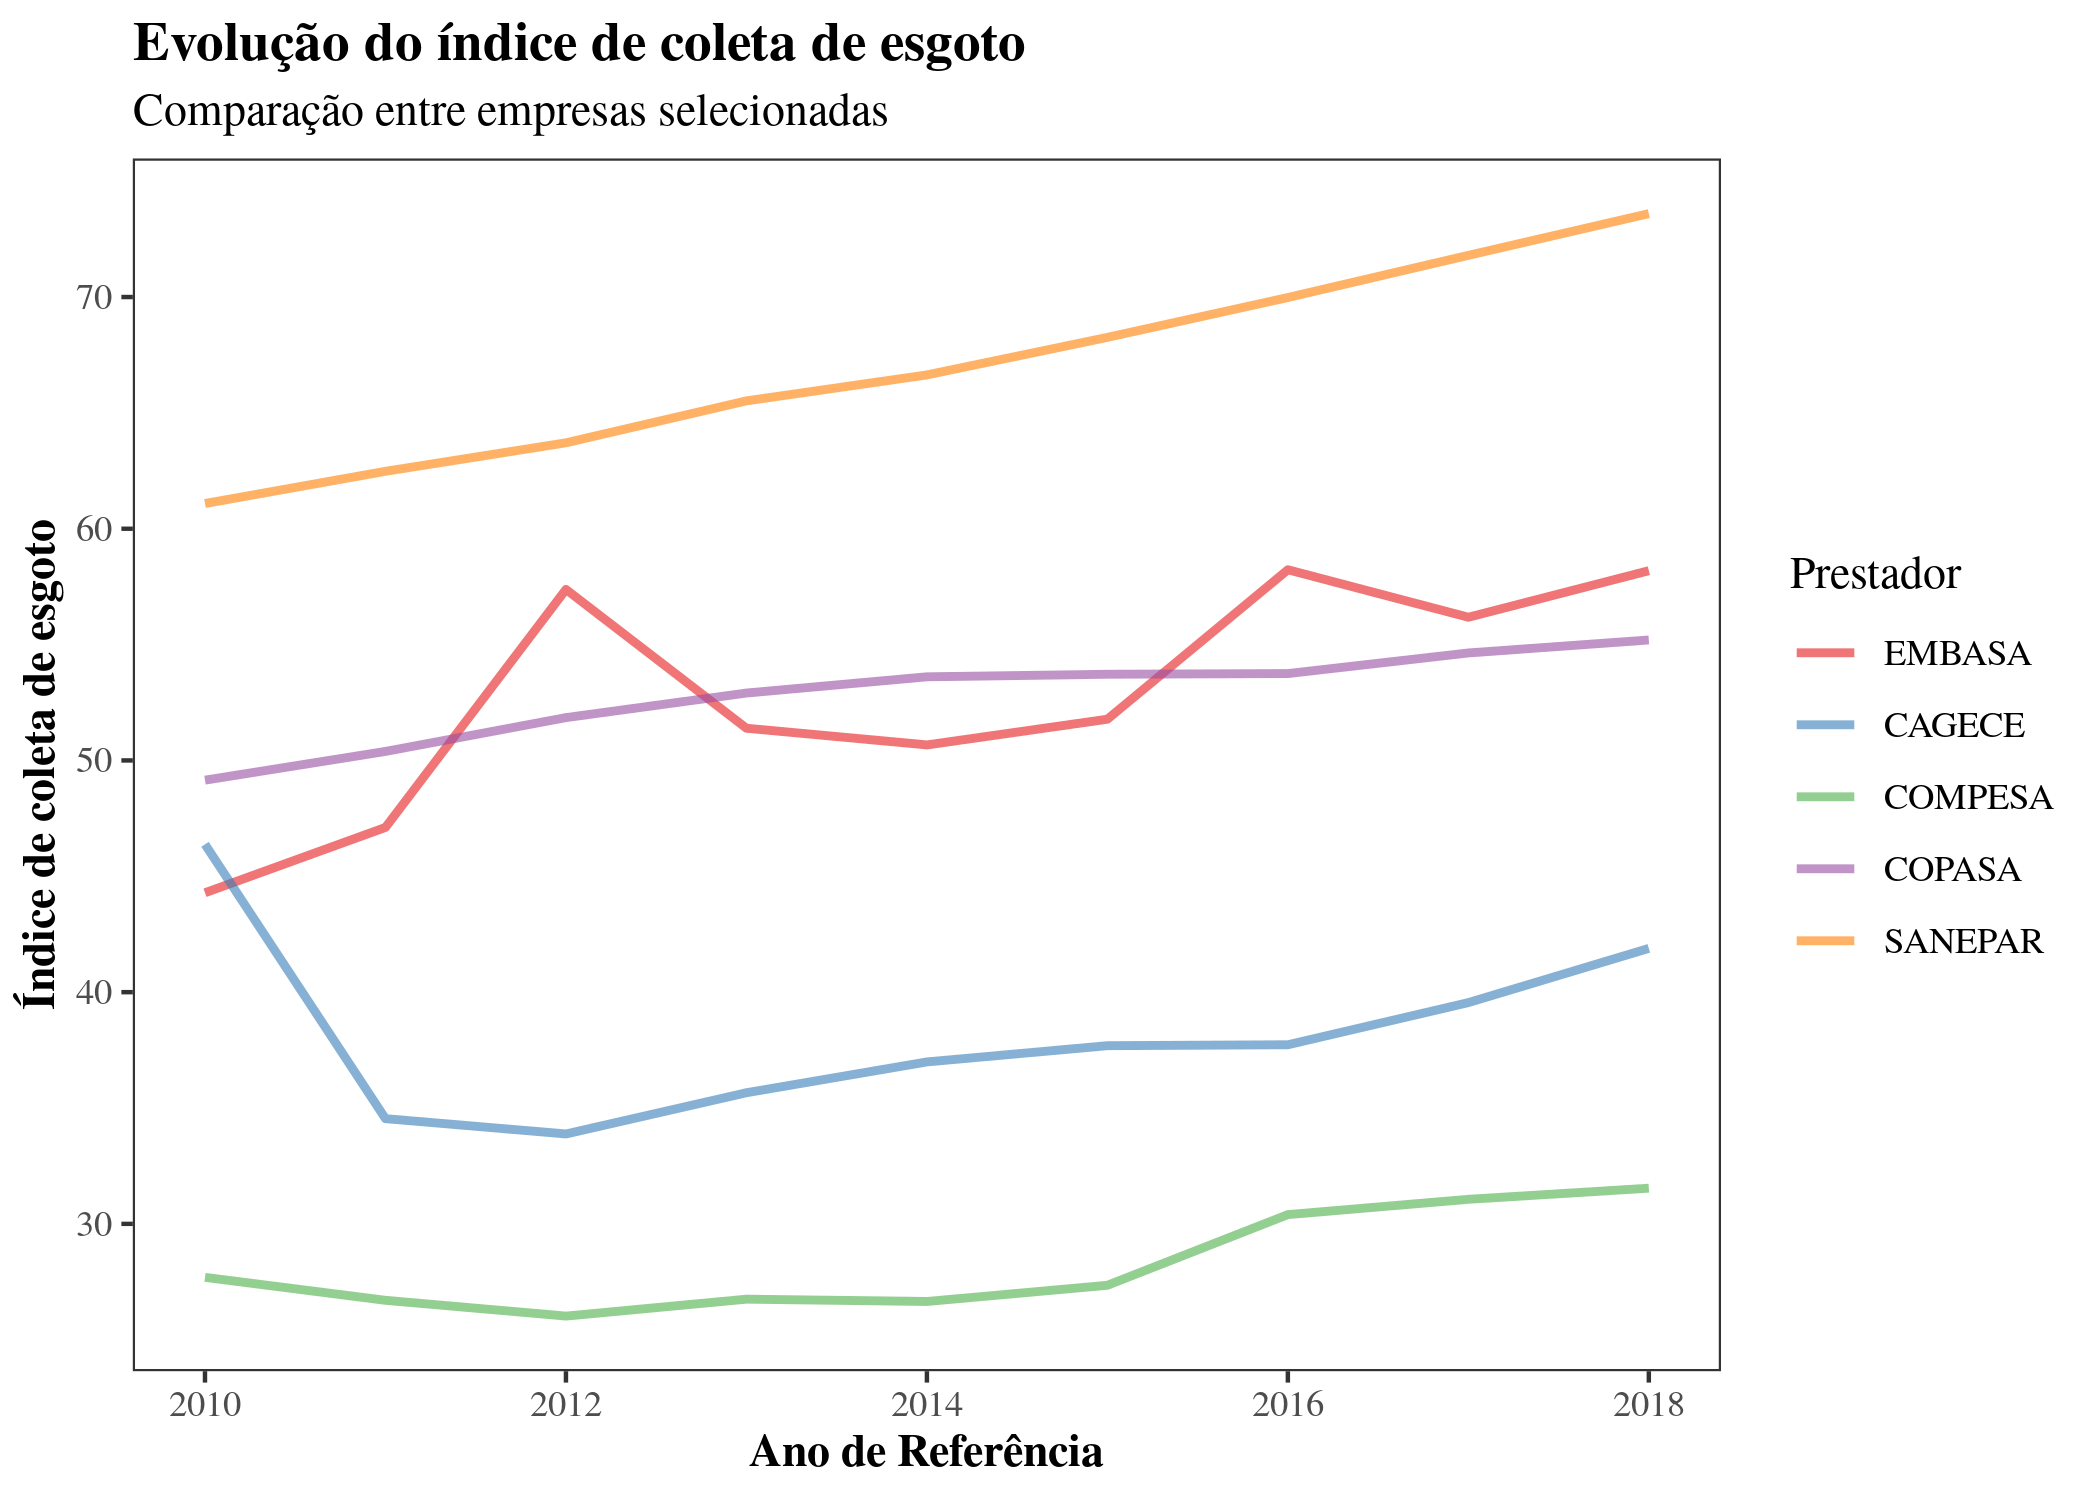 Evolução do índice de coleta de esgoto
Comparação entre empresas selecionadas
Índice de coleta de esgoto
70
60
50
40
30
2010
2012
2014
2016
2018
Ano de Referência
Prestador
EMBASA
CAGECE
COMPESA
COPASA
SANEPAR